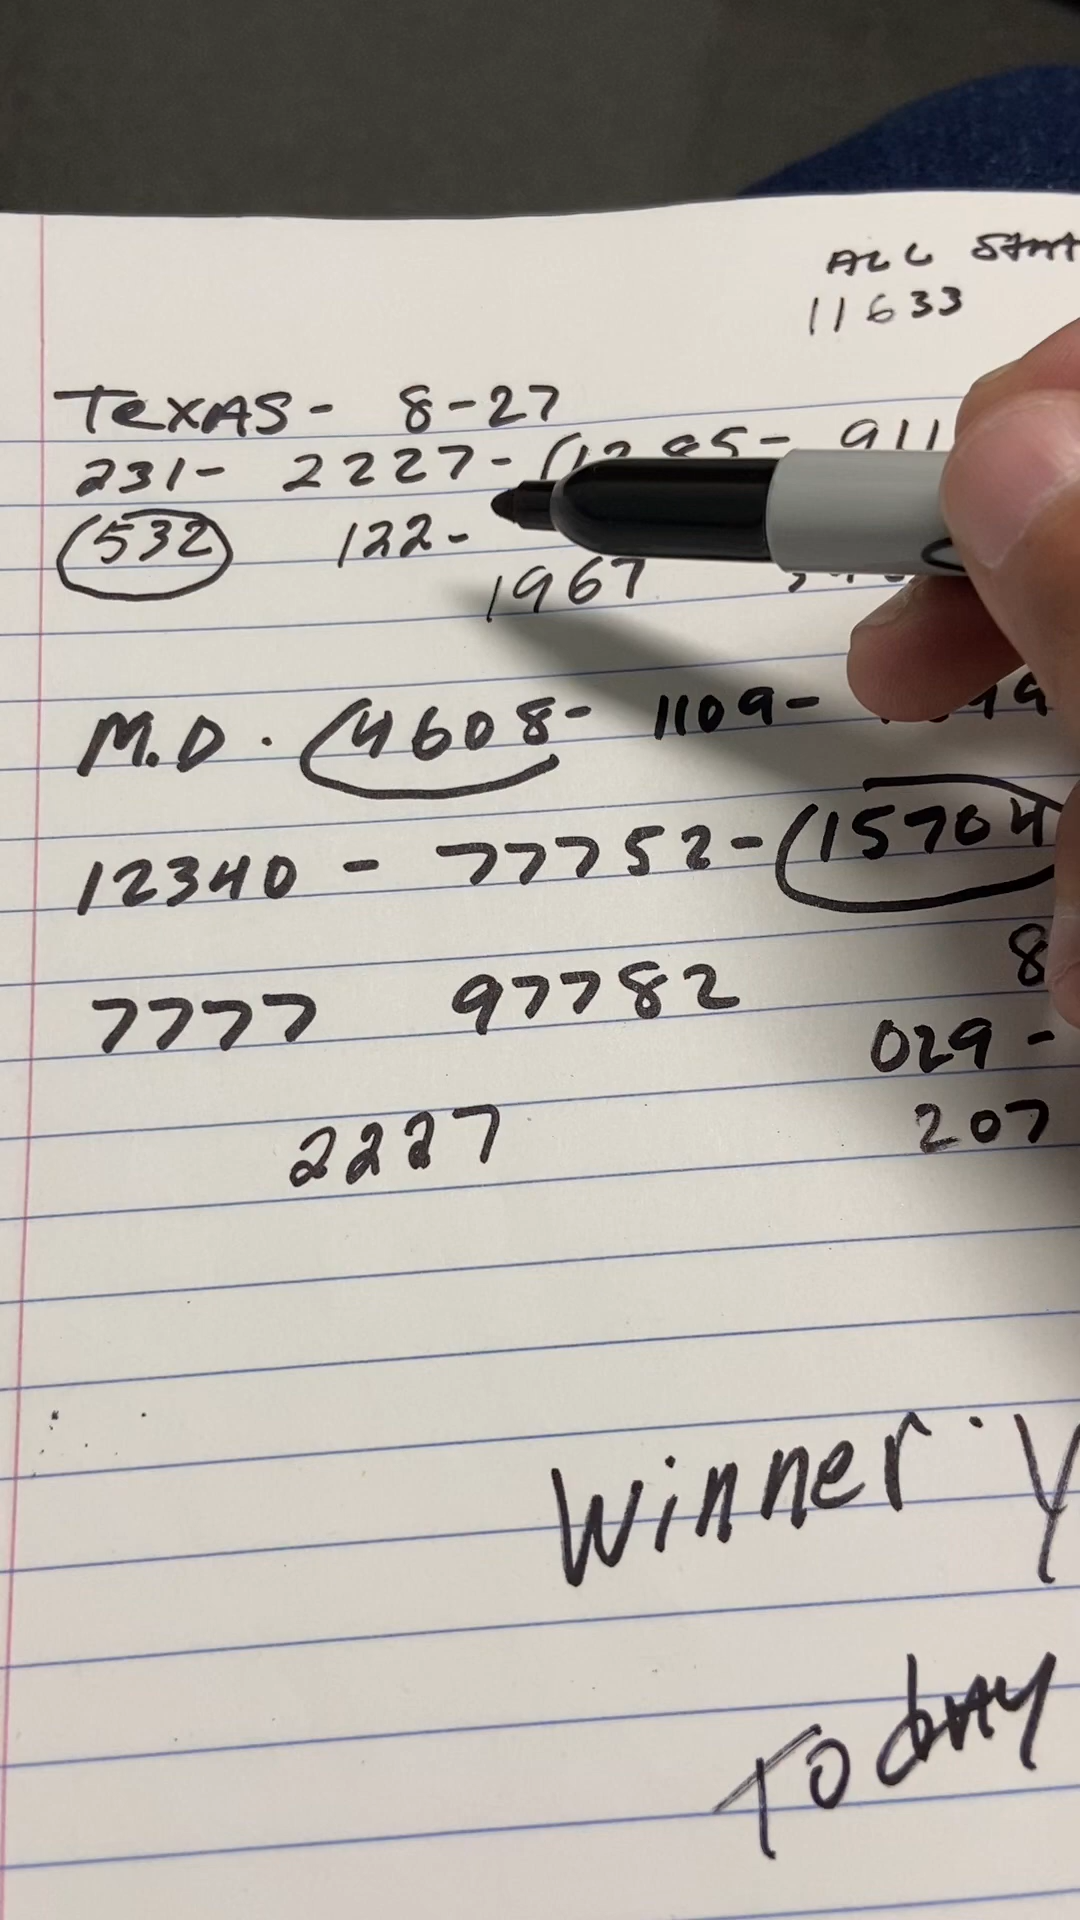 ALL
11633
TEXAS - 8-27
231- 2227- 911
532 122-
1967
M.D. 4608- 1109-
12340 - 77752- 15704
8
7777 97782
029 -
2227 207
Winner.
Today